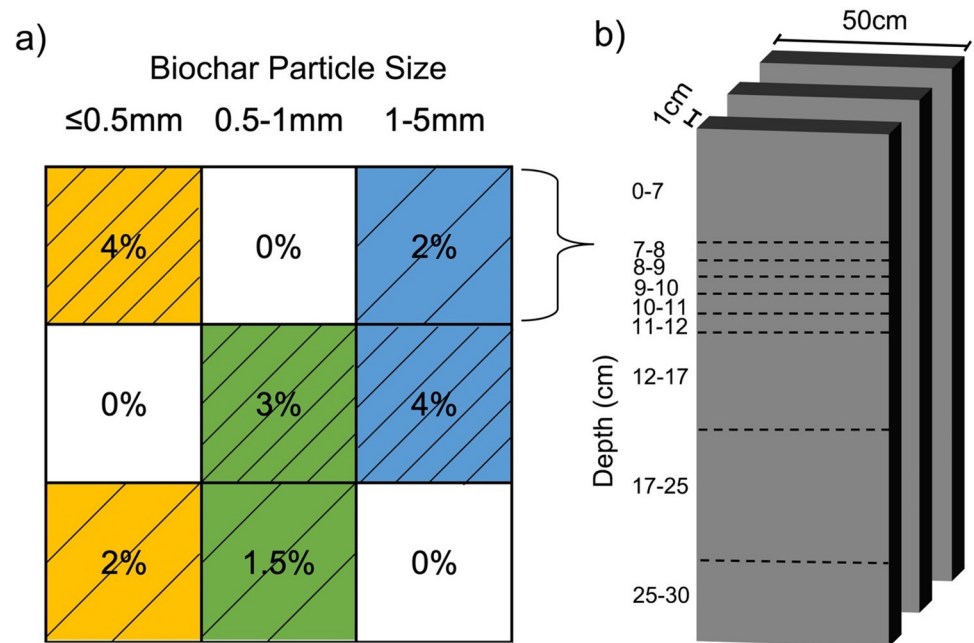 a)
Biochar Particle Size
≤0.5mm 0.5-1mm 1-5mm
4% 0% 2%
0% 3% 4%
2% 1.5% 0%
b)
50cm
1cm
Depth (cm)
0-7
7-8
8-9
9-10
10-11
11-12
12-17
17-25
25-30